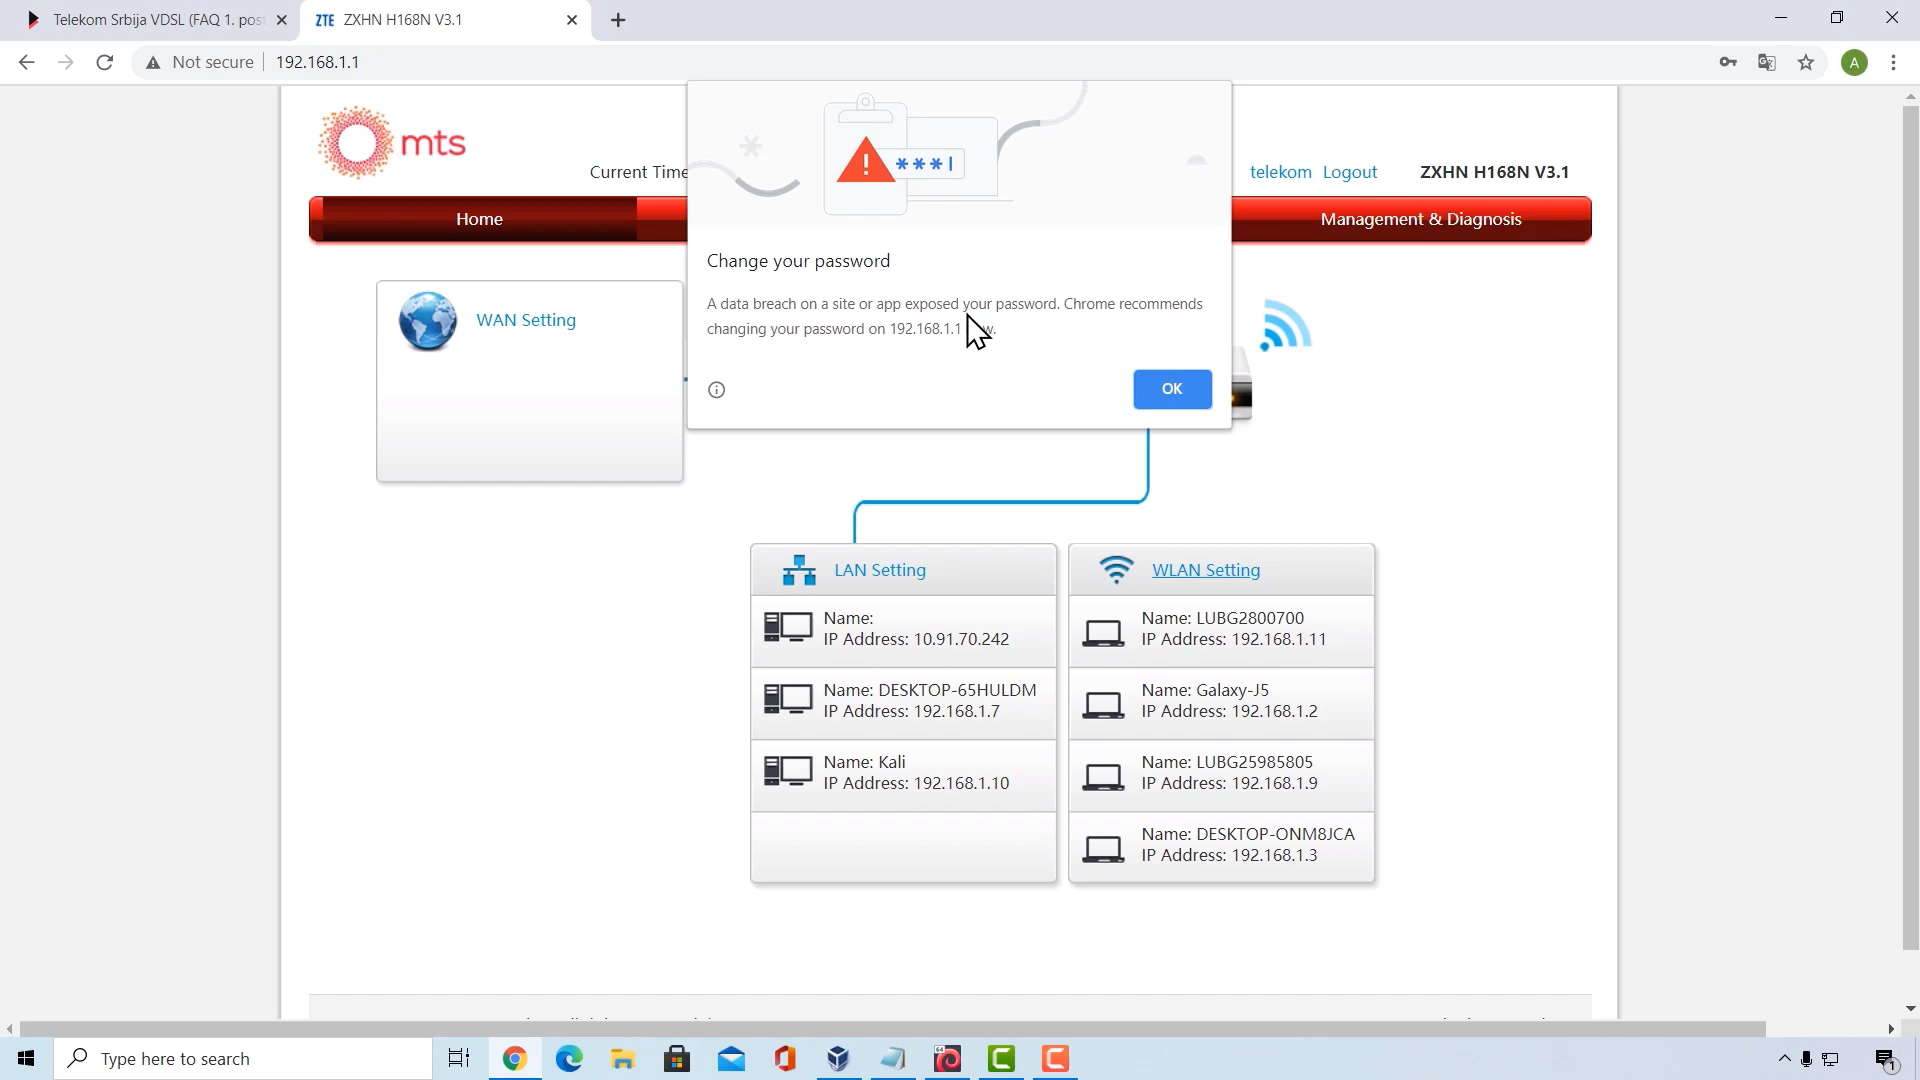 Telekom Srbija VDSL (FAQ 1. pos
ZTE ZXHN H168N V3.1
Not secure 192.168.1.1
A
mts
Current Time
telekom Logout ZXHN H168N V3.1
Home
Management & Diagnosis
***|
Change your password
A data breach on a site or app exposed your password. Chrome recommends
changing your password on 192.168.1.1
OK
WAN Setting
LAN Setting
Name:
IP Address: 10.91.70.242
Name: DESKTOP-65HULDM
IP Address: 192.168.1.7
Name: Kali
IP Address: 192.168.1.10
WLAN Setting
Name: LUBG2800700
IP Address: 192.168.1.11
Name: Galaxy-J5
IP Address: 192.168.1.2
Name: LUBG25985805
IP Address: 192.168.1.9
Name: DESKTOP-ONM8JCA
IP Address: 192.168.1.3
Type here to search
64
1